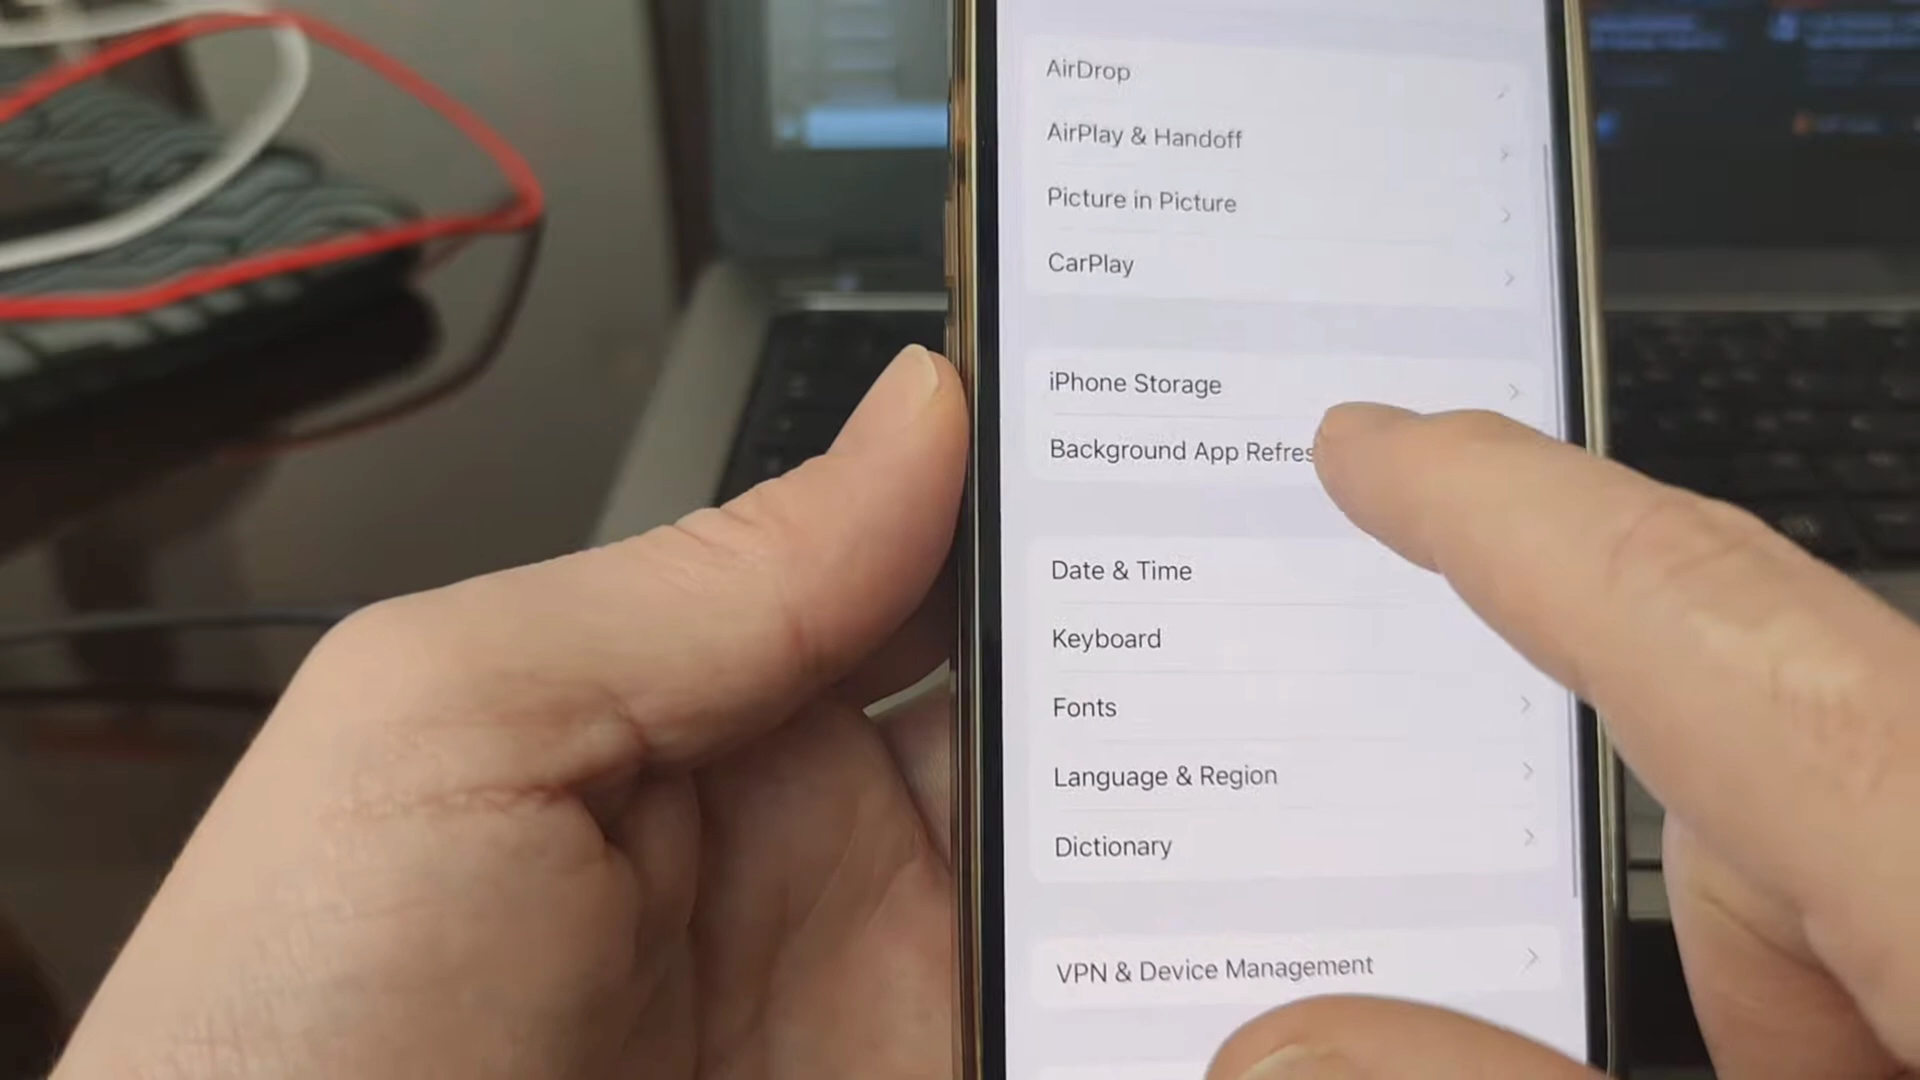 AirDrop
AirPlay & Handoff
Picture in Picture
CarPlay
iPhone Storage
Background App Refres
Date & Time
Keyboard
Fonts
Language & Region
Dictionary
VPN & Device Management